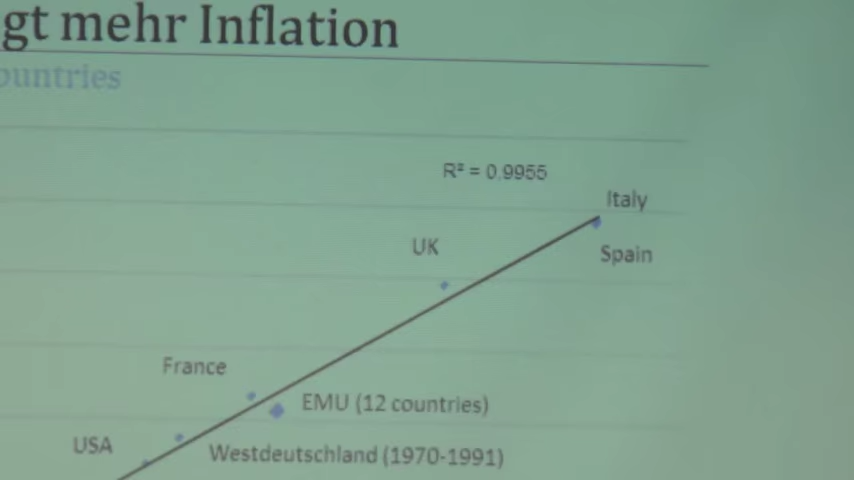 gt mehr Inflation
ountries
R² = 0,9955
Italy
UK
Spain
France
EMU (12 countries)
USA
Westdeutschland (1970-1991)